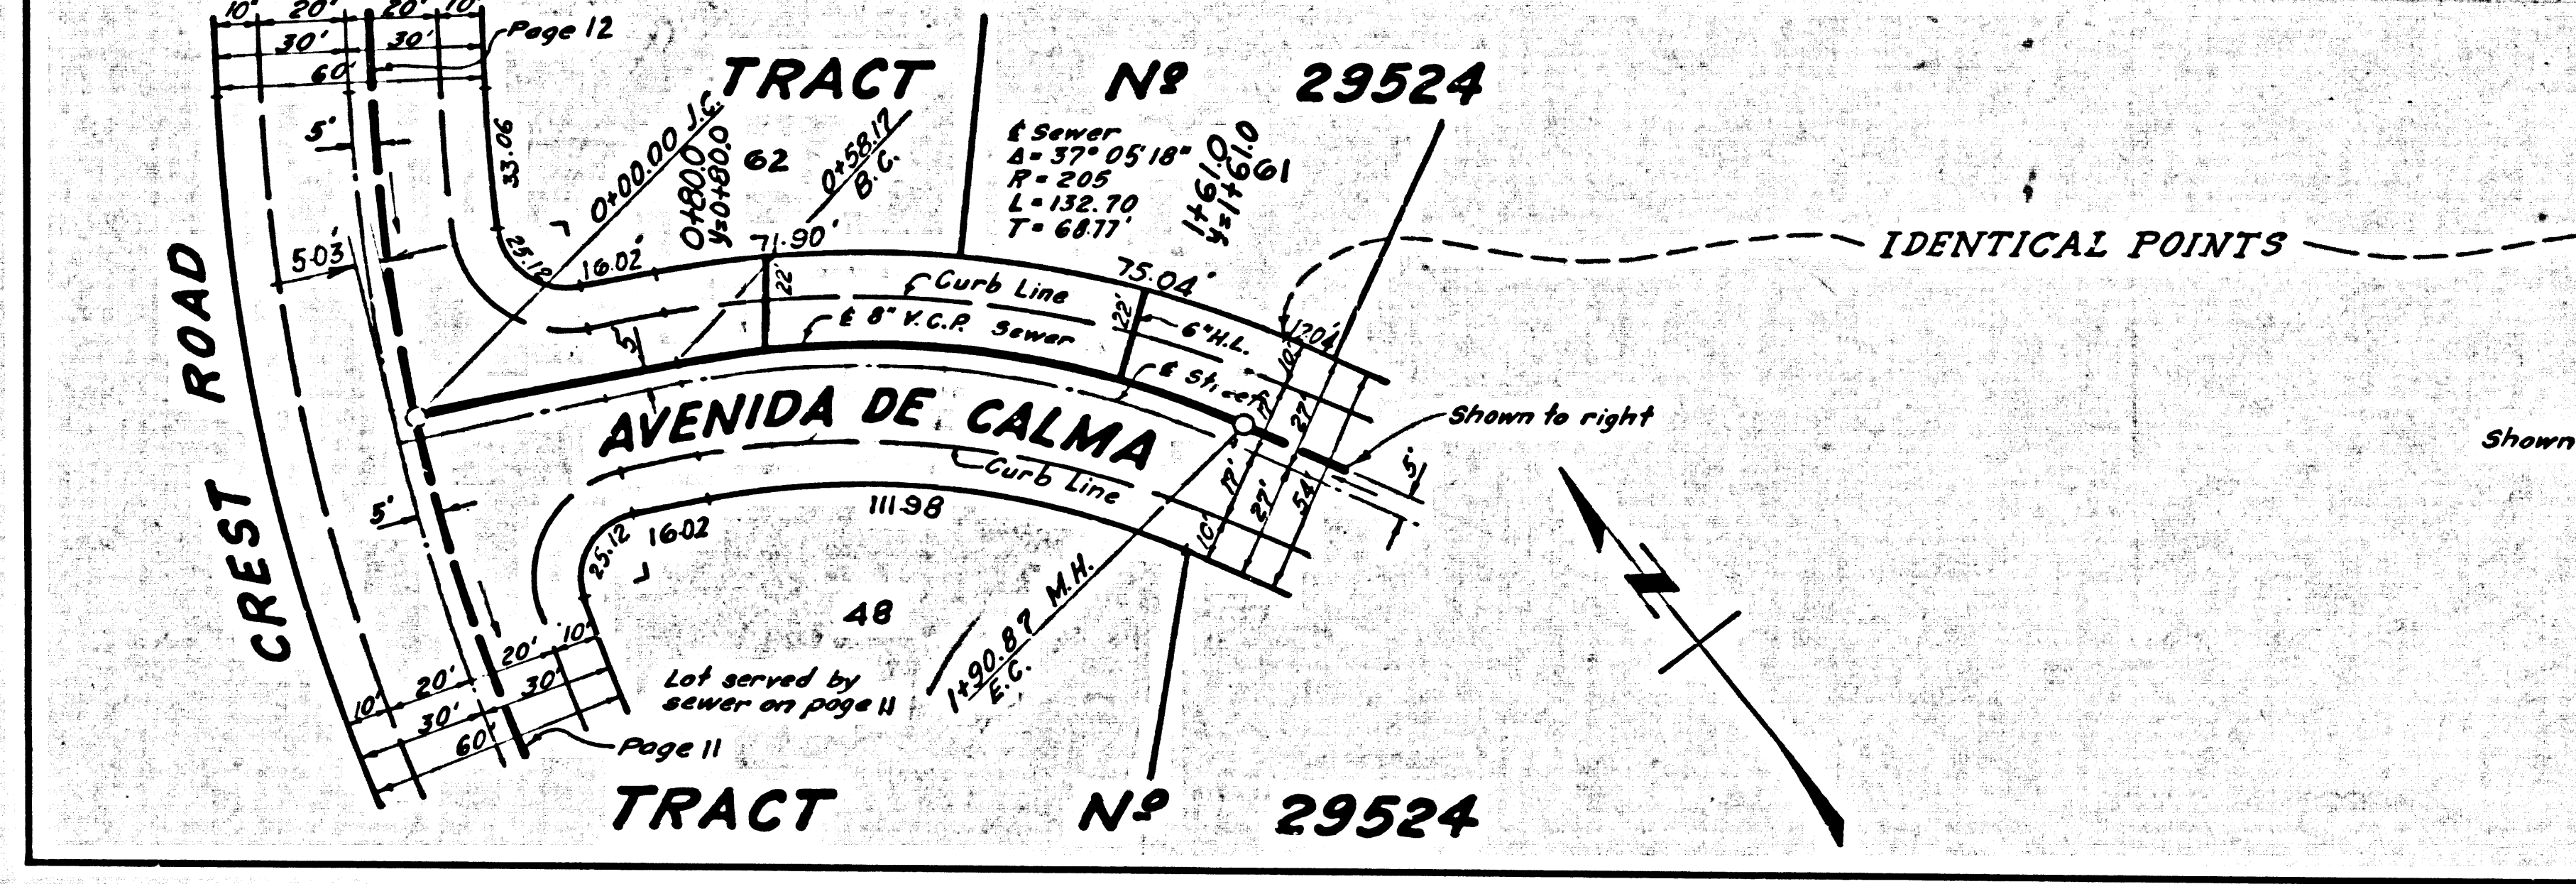 10' 20' 20' 10'
30' 30'
60'
Page 12
5'
33.06
5.03'
25.12
16.02'
0+00.00 J.C.
0+80.0
y=0+80.0
TRACT Nº 29524
62
0+58.12
B.C.
71.90'
22'
℄ Sewer
Δ = 37° 05' 18"
R = 205
L = 132.70
T = 68.77'
1+61.0
y=1+61.0
61
75.04'
22'
Curb Line
℄ 8" V.C.P. Sewer
6" H.L.
℄ Street
12.04'
10'
17'
27'
17'
27'
54'
10'
5'
5'
IDENTICAL POINTS
Shown to right
Shown
AVENIDA DE CALMA
Curb Line
111.98
CREST ROAD
5'
25.12
16.02
48
1+90.87 M.H.
E.C.
Lot served by
sewer on page 11
20' 10'
10' 20'
30'
30'
60'
Page 11
N
TRACT Nº 29524